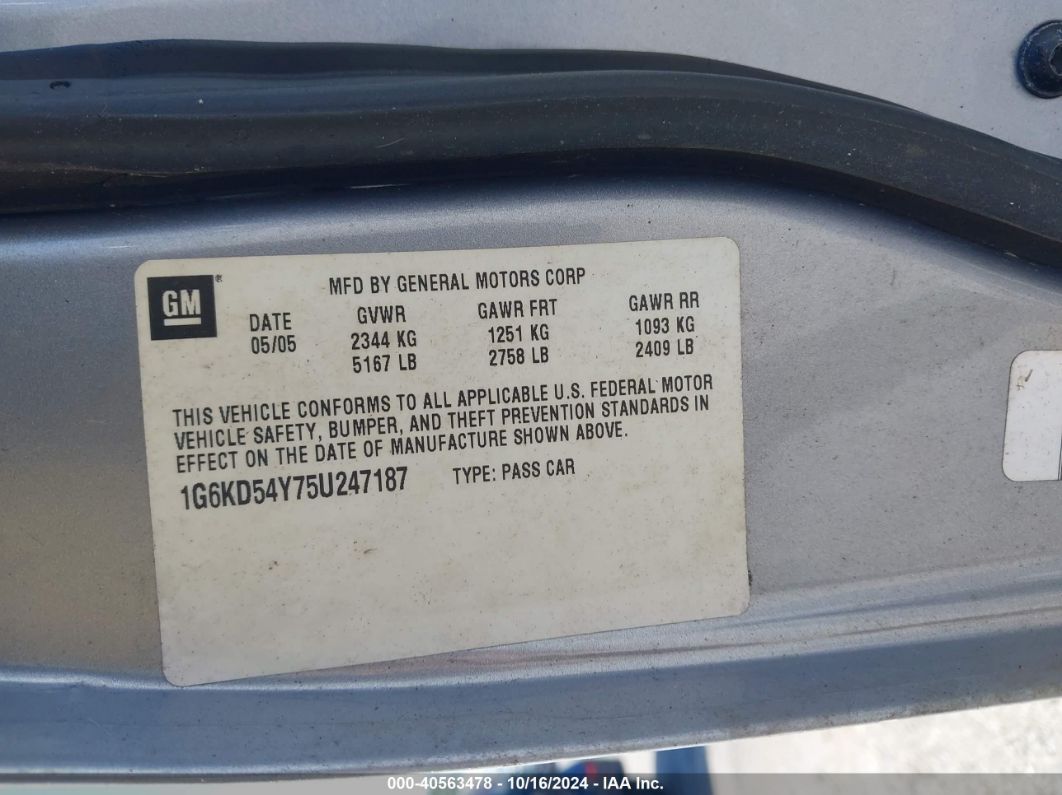 GM®
MFD BY GENERAL MOTORS CORP
DATE GVWR GAWR FRT GAWR RR
05/05 2344 KG 1251 KG 1093 KG
5167 LB 2758 LB 2409 LB
THIS VEHICLE CONFORMS TO ALL APPLICABLE U.S. FEDERAL MOTOR
VEHICLE SAFETY, BUMPER, AND THEFT PREVENTION STANDARDS IN
EFFECT ON THE DATE OF MANUFACTURE SHOWN ABOVE.
1G6KD54Y75U247187 TYPE: PASS CAR
000-40563478 - 10/16/2024 - IAA Inc.